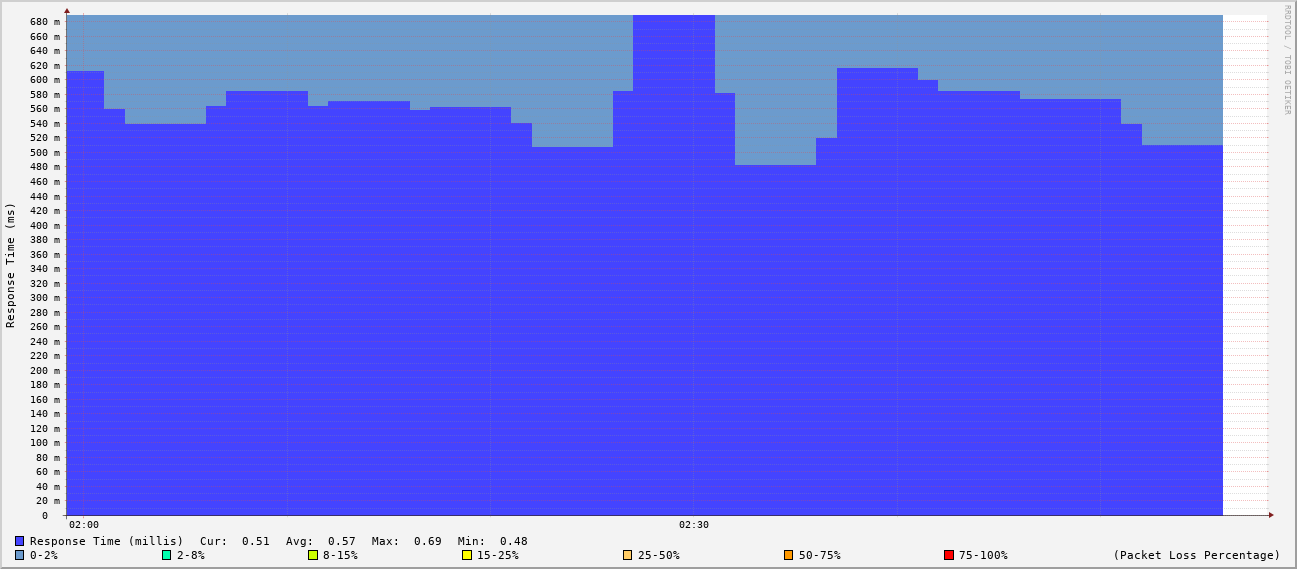 RRDTOOL / TOBI OETIKER
Response Time (ms)
680 m
660 m
640 m
620 m
600 m
580 m
560 m
540 m
520 m
500 m
480 m
460 m
440 m
420 m
400 m
380 m
360 m
340 m
320 m
300 m
280 m
260 m
240 m
220 m
200 m
180 m
160 m
140 m
120 m
100 m
80 m
60 m
40 m
20 m
0
02:00 02:30
Response Time (millis) Cur: 0.51 Avg: 0.57 Max: 0.69 Min: 0.48
0-2% 2-8% 8-15% 15-25% 25-50% 50-75% 75-100% (Packet Loss Percentage)